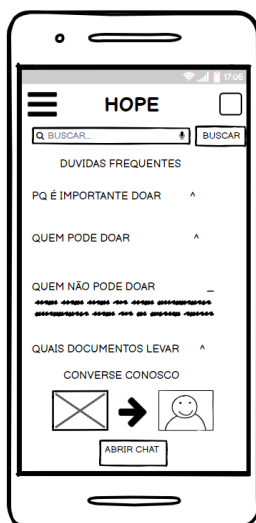 17:06
HOPE
BUSCAR...
BUSCAR
DUVIDAS FREQUENTES
PQ É IMPORTANTE DOAR ^
QUEM PODE DOAR ^
QUEM NÃO PODE DOAR _
QUAIS DOCUMENTOS LEVAR ^
CONVERSE CONOSCO
ABRIR CHAT